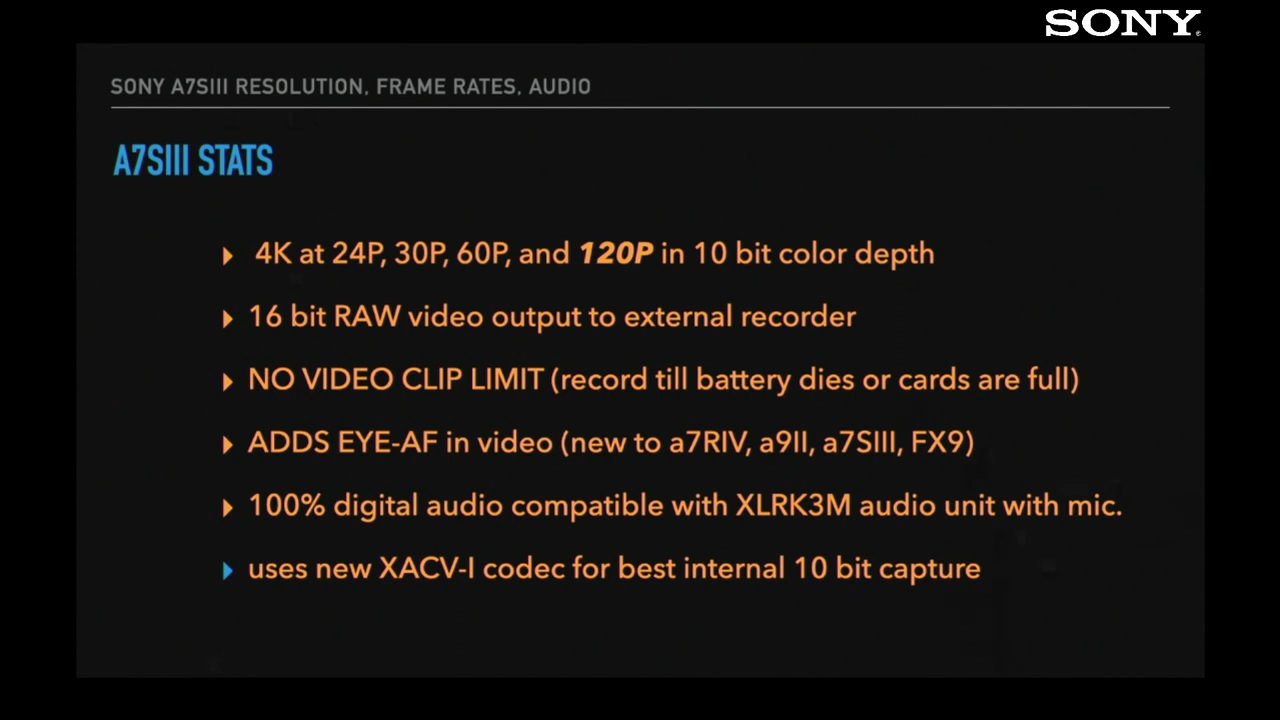 SONY
SONY A7SIII RESOLUTION, FRAME RATES, AUDIO
A7SIII STATS
4K at 24P, 30P, 60P, and 120P in 10 bit color depth
16 bit RAW video output to external recorder
NO VIDEO CLIP LIMIT (record till battery dies or cards are full)
ADDS EYE-AF in video (new to a7RIV, a9II, a7SIII, FX9)
100% digital audio compatible with XLRK3M audio unit with mic.
uses new XACV-I codec for best internal 10 bit capture